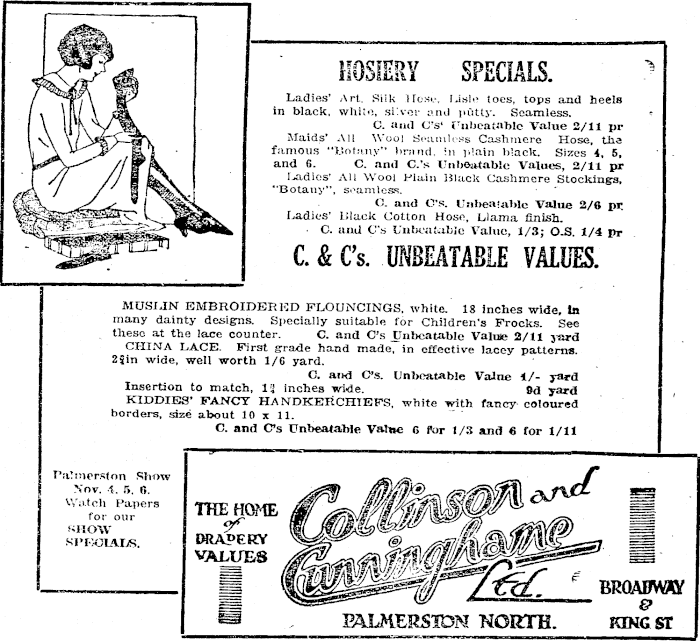 HOSIERY SPECIALS.
Ladies' Art. Silk Hose, Lisle toes, tops and heels
in black, white, silver and putty. Seamless.
C. and C's' Unbeatable Value 2/11 pr
Maids' All Wool Seamless Cashmere Hose, the
famous "Botany" brand, in plain black. Sizes 4, 5,
and 6. C. and C.'s Unbeatable Values, 2/11 pr
Ladies' All Wool Plain Black Cashmere Stockings,
"Botany", seamless.
C. and C's. Unbeatable Value 2/6 pr.
Ladies' Black Cotton Hose, Llama finish.
C. and C's Unbeatable Value, 1/3; O.S. 1/4 pr
C. & C's. UNBEATABLE VALUES.
MUSLIN EMBROIDERED FLOUNCINGS, white. 18 inches wide, in
many dainty designs. Specially suitable for Children's Frocks. See
these at the lace counter. C. and C's Unbeatable Value 2/11 yard
CHINA LACE. First grade hand made, in effective lacey patterns.
2¾in wide, well worth 1/6 yard.
C. and C's. Unbeatable Value 1/- yard
Insertion to match, 1¾ inches wide. 9d yard
KIDDIES' FANCY HANDKERCHIEFS, white with fancy coloured
borders, size about 10 x 11.
C. and C's Unbeatable Value 6 for 1/3 and 6 for 1/11
Palmerston Show
Nov. 4, 5, 6.
Watch Papers
for our
SHOW
SPECIALS.
THE HOME
of
DRAPERY
VALUES
Collinson and
Cunninghame
Ltd.
PALMERSTON NORTH.
BROADWAY
&
KING ST